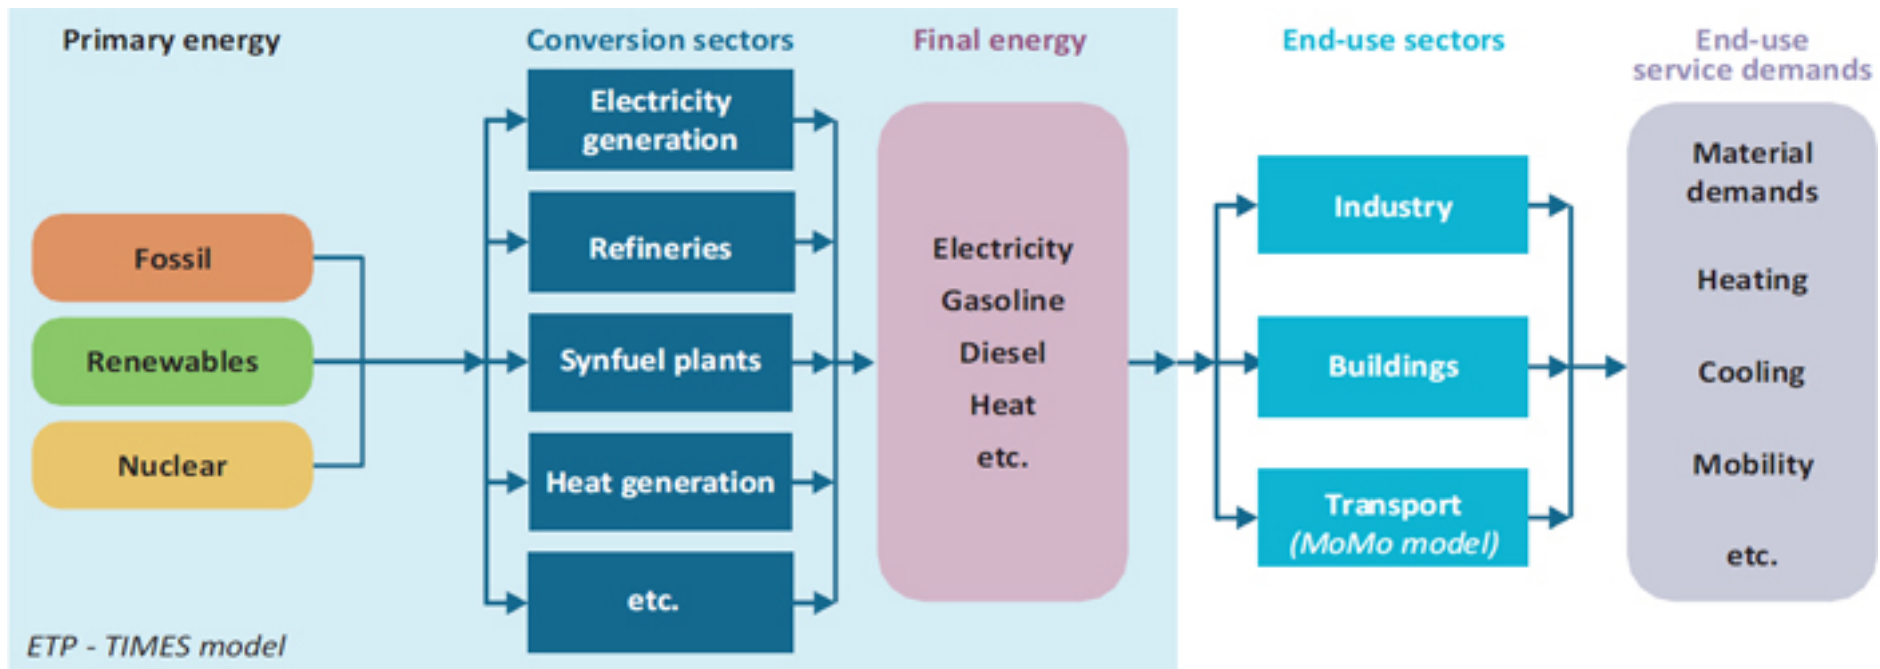 Primary energy
Conversion sectors
Final energy
End-use sectors
End-use
service demands
Fossil
Renewables
Nuclear
Electricity
generation
Refineries
Synfuel plants
Heat generation
etc.
Electricity
Gasoline
Diesel
Heat
etc.
Industry
Buildings
Transport
(MoMo model)
Material
demands
Heating
Cooling
Mobility
etc.
ETP - TIMES model